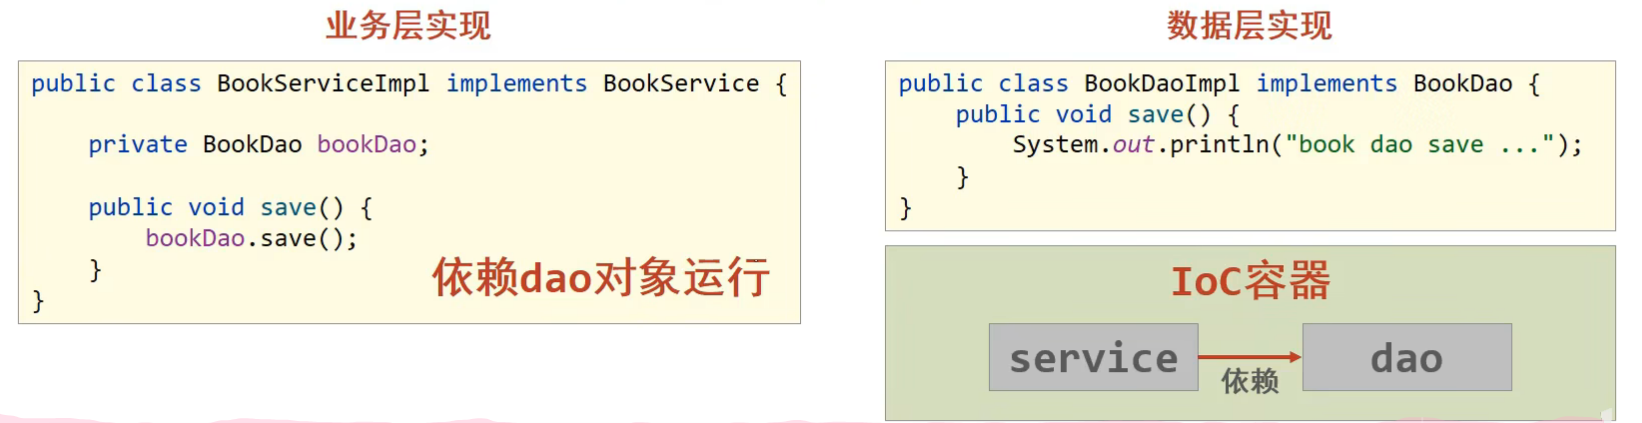 业务层实现
public class BookServiceImpl implements BookService {
private BookDao bookDao;
public void save() {
bookDao.save();
}
}
依赖dao对象运行
数据层实现
public class BookDaoImpl implements BookDao {
public void save() {
System.out.println("book dao save ...");
}
}
IoC容器
service
依赖
dao